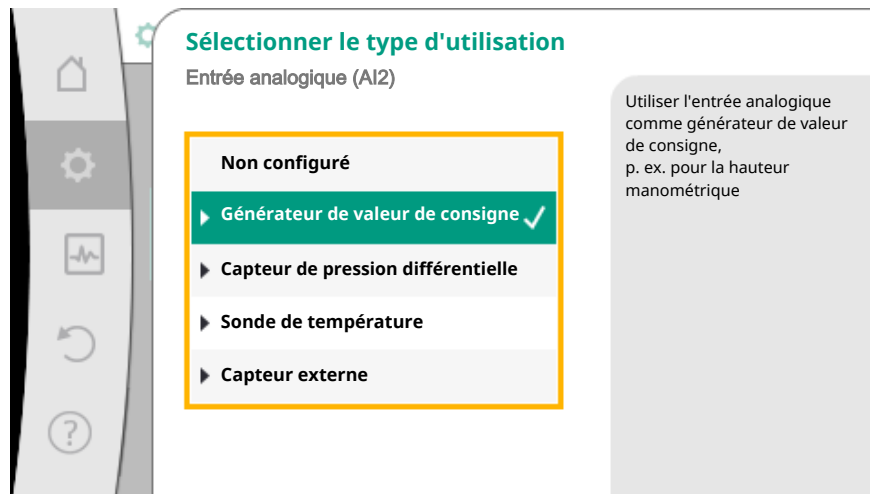 Sélectionner le type d'utilisation
Entrée analogique (AI2)
Non configuré
Générateur de valeur de consigne
Capteur de pression différentielle
Sonde de température
Capteur externe
Utiliser l'entrée analogique
comme générateur de valeur
de consigne,
p. ex. pour la hauteur
manométrique
?